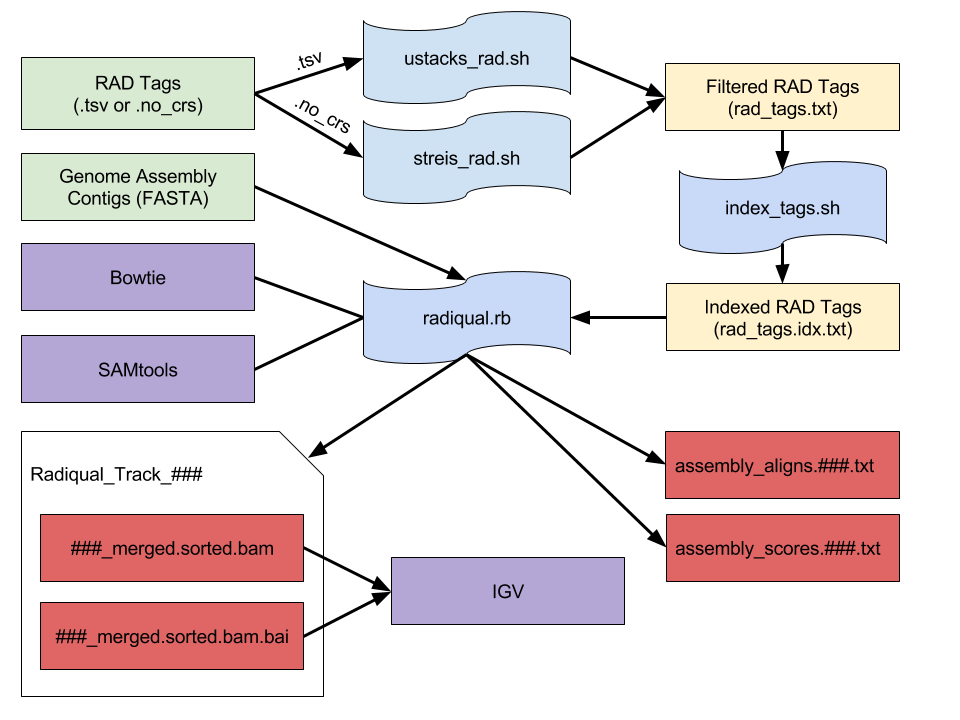 RAD Tags
(.tsv or .no_crs)
.tsv
.no_crs
ustacks_rad.sh
streis_rad.sh
Filtered RAD Tags
(rad_tags.txt)
Genome Assembly
Contigs (FASTA)
index_tags.sh
Bowtie
radiqual.rb
Indexed RAD Tags
(rad_tags.idx.txt)
SAMtools
Radiqual_Track_###
assembly_aligns.###.txt
###_merged.sorted.bam
assembly_scores.###.txt
IGV
###_merged.sorted.bam.bai